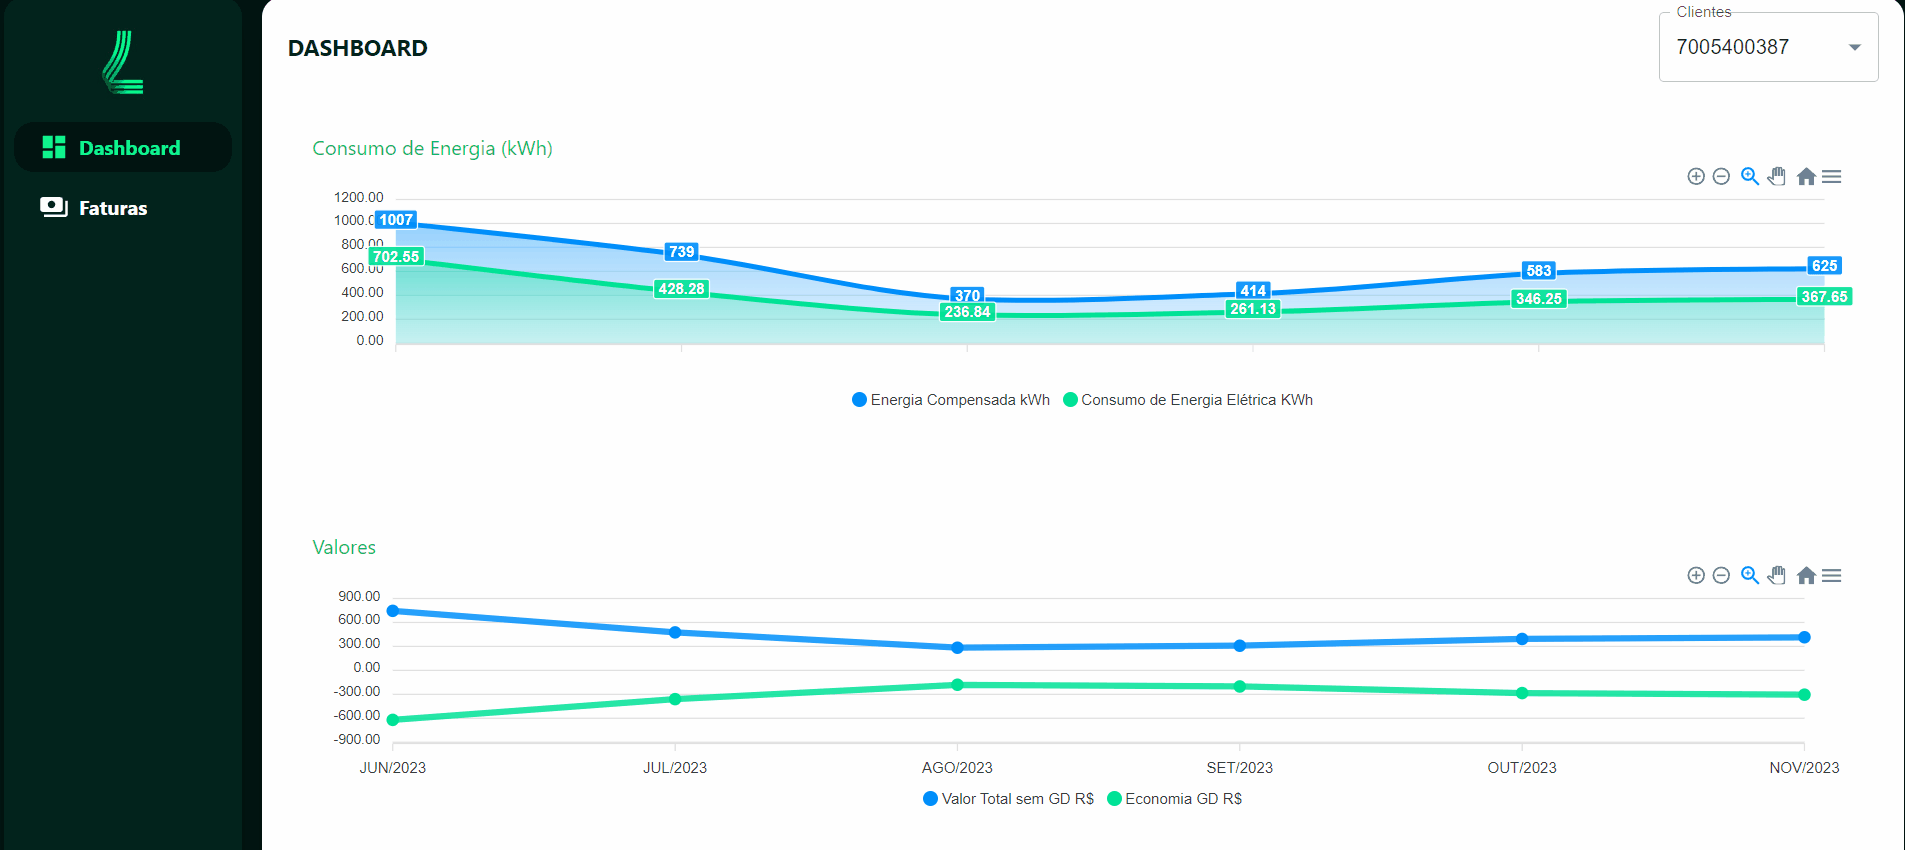 Clientes
DASHBOARD
7005400387
Dashboard
Faturas
Consumo de Energia (kWh)
1200.00
1000.0
800.00
600.00
400.00
200.00
0.00
1007
739
370
414
583
625
702.55
428.28
236.84
261.13
346.25
367.65
Energia Compensada kWh
Consumo de Energia Elétrica KWh
Valores
900.00
600.00
300.00
0.00
-300.00
-600.00
-900.00
JUN/2023
JUL/2023
AGO/2023
SET/2023
OUT/2023
NOV/2023
Valor Total sem GD R$
Economia GD R$